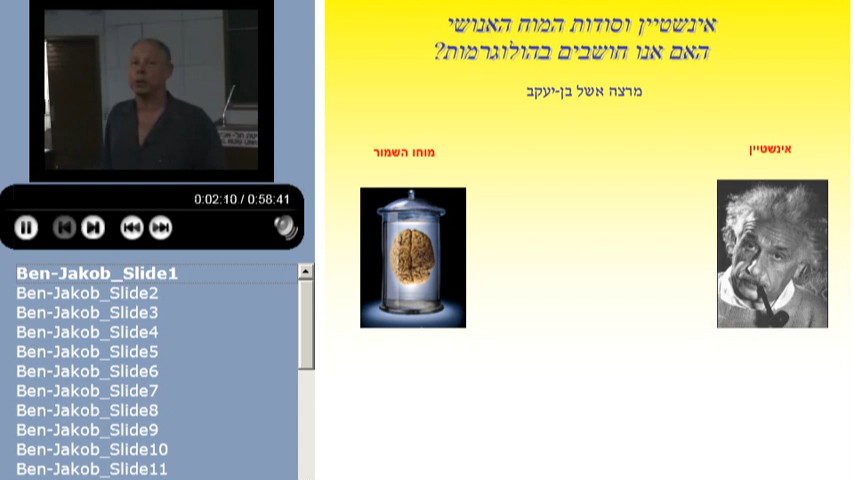 אינשטיין וסודות המוח האנושי
האם אנו חושבים בהולוגרמות?
מרצה אשל בן-יעקב
מוחו השמור
אינשטיין
0:02:10 / 0:58:41
Ben-Jakob_Slide1
Ben-Jakob_Slide2
Ben-Jakob_Slide3
Ben-Jakob_Slide4
Ben-Jakob_Slide5
Ben-Jakob_Slide6
Ben-Jakob_Slide7
Ben-Jakob_Slide8
Ben-Jakob_Slide9
Ben-Jakob_Slide10
Ben-Jakob_Slide11